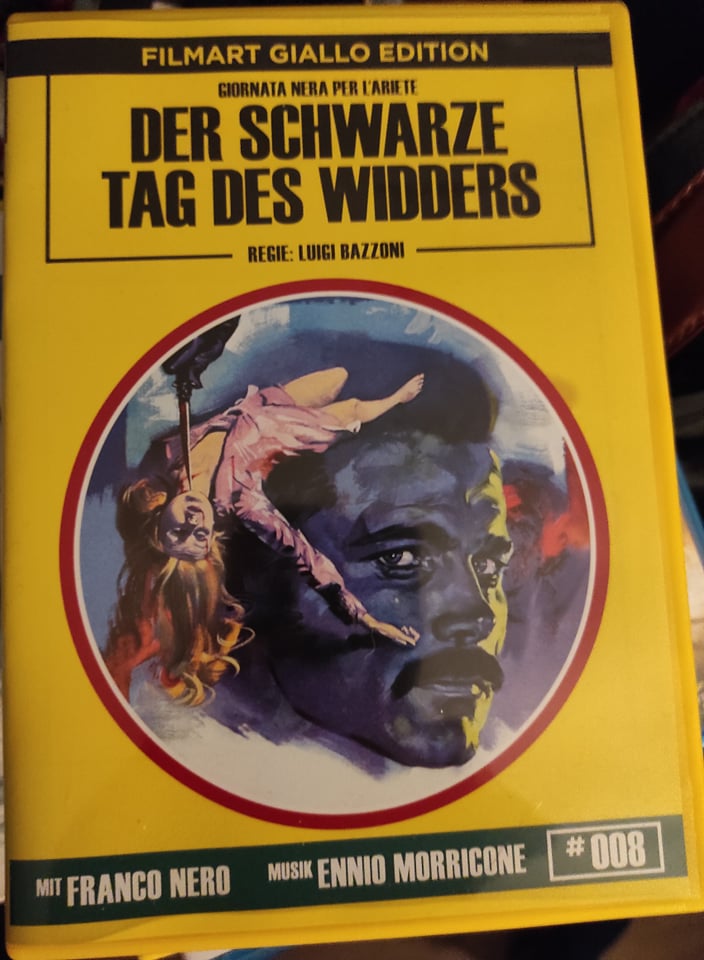 FILMART GIALLO EDITION
GIORNATA NERA PER L'ARIETE
DER SCHWARZE
TAG DES WIDDERS
REGIE: LUIGI BAZZONI
MIT FRANCO NERO MUSIK ENNIO MORRICONE # 008